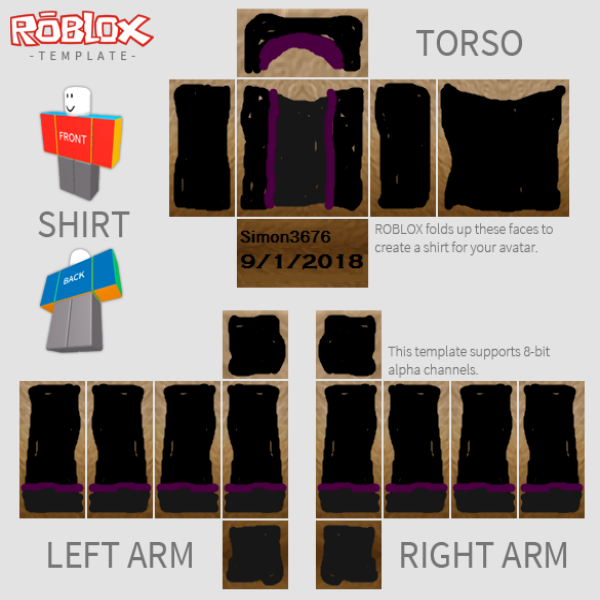 RŌBLOX
-TEMPLATE-
TORSO
FRONT
SHIRT
BACK
Simon3676
9/1/2018
ROBLOX folds up these faces to
create a shirt for your avatar.
This template supports 8-bit
alpha channels.
LEFT ARM
RIGHT ARM